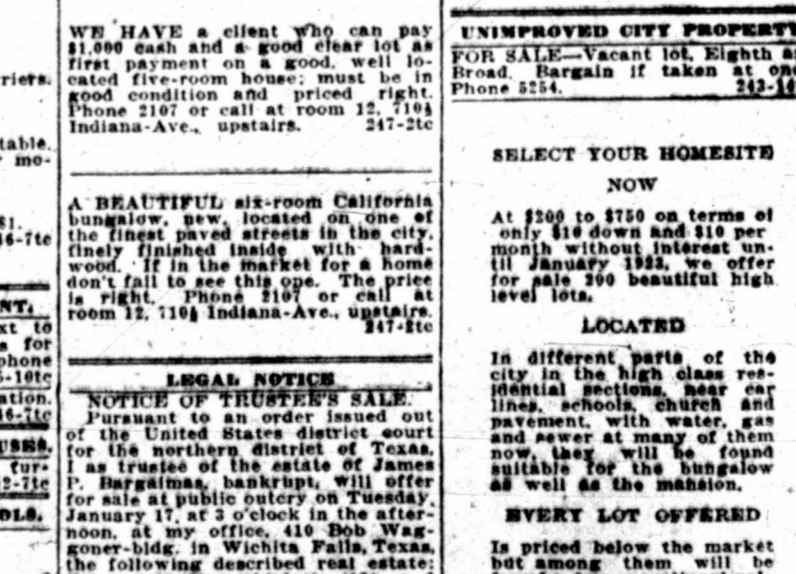 riers.
table.
mo-
$1.
6-7tc
NT.
xt to
s for
phone
5-10tc
ation.
46-7tc
USES.
fur-
2-7tc
OLS.
WE HAVE a client who can pay
$1,000 cash and a good clear lot as
first payment on a good, well lo-
cated five-room house; must be in
good condition and priced right.
Phone 2107 or call at room 12, 710½
Indiana-Ave., upstairs. 247-2tc
A BEAUTIFUL six-room California
bungalow, new, located on one of
the finest paved streets in the city,
finely finished inside with hard-
wood. If in the market for a home
don't fail to see this one. The price
is right. Phone 2107 or call at
room 12, 710½ Indiana-Ave., upstairs.
247-2tc
LEGAL NOTICE
NOTICE OF TRUSTEE'S SALE.
Pursuant to an order issued out
of the United States district court
for the northern district of Texas,
I as trustee of the estate of James
P. Bargaimas, bankrupt, will offer
for sale at public outcry on Tuesday,
January 17, at 3 o'clock in the after-
noon, at my office, 410 Bob Wag-
goner-bldg. in Wichita Falls, Texas,
the following described real estate:
UNIMPROVED CITY PROPERTY
FOR SALE—Vacant lot, Eighth a
Broad. Bargain if taken at onc
Phone 5254. 243-10
SELECT YOUR HOMESITE
NOW
At $200 to $750 on terms of
only $10 down and $10 per
month without interest un-
til January 1923, we offer
for sale 200 beautiful high
level lots.
LOCATED
In different parts of the
city in the high class res-
idential sections, near car
lines, schools, church and
pavement, with water, gas
and sewer at many of them
now, they will be found
suitable for the bungalow
as well as the mansion.
EVERY LOT OFFERED
Is priced below the market
but among them will be